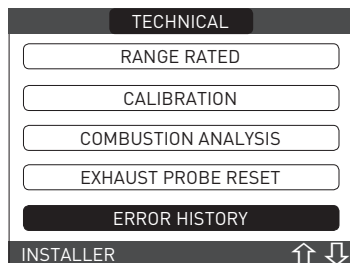 TECHNICAL
RANGE RATED
CALIBRATION
COMBUSTION ANALYSIS
EXHAUST PROBE RESET
ERROR HISTORY
INSTALLER